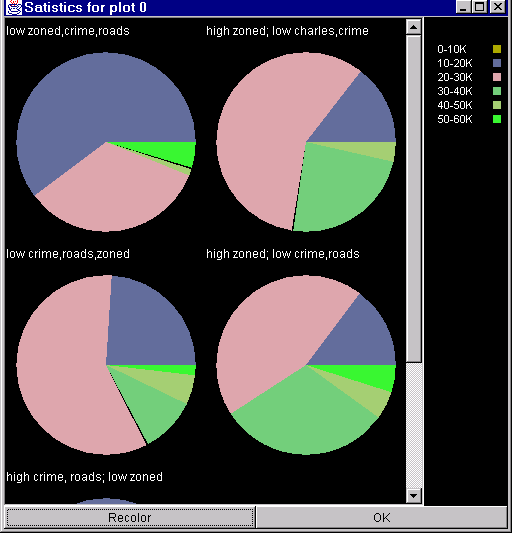 Satistics for plot 0
low zoned,crime,roads
high zoned; low charles,crime
0-10K
10-20K
20-30K
30-40K
40-50K
50-60K
low crime,roads,zoned
high zoned; low crime,roads
high crime, roads; low zoned
Recolor
OK